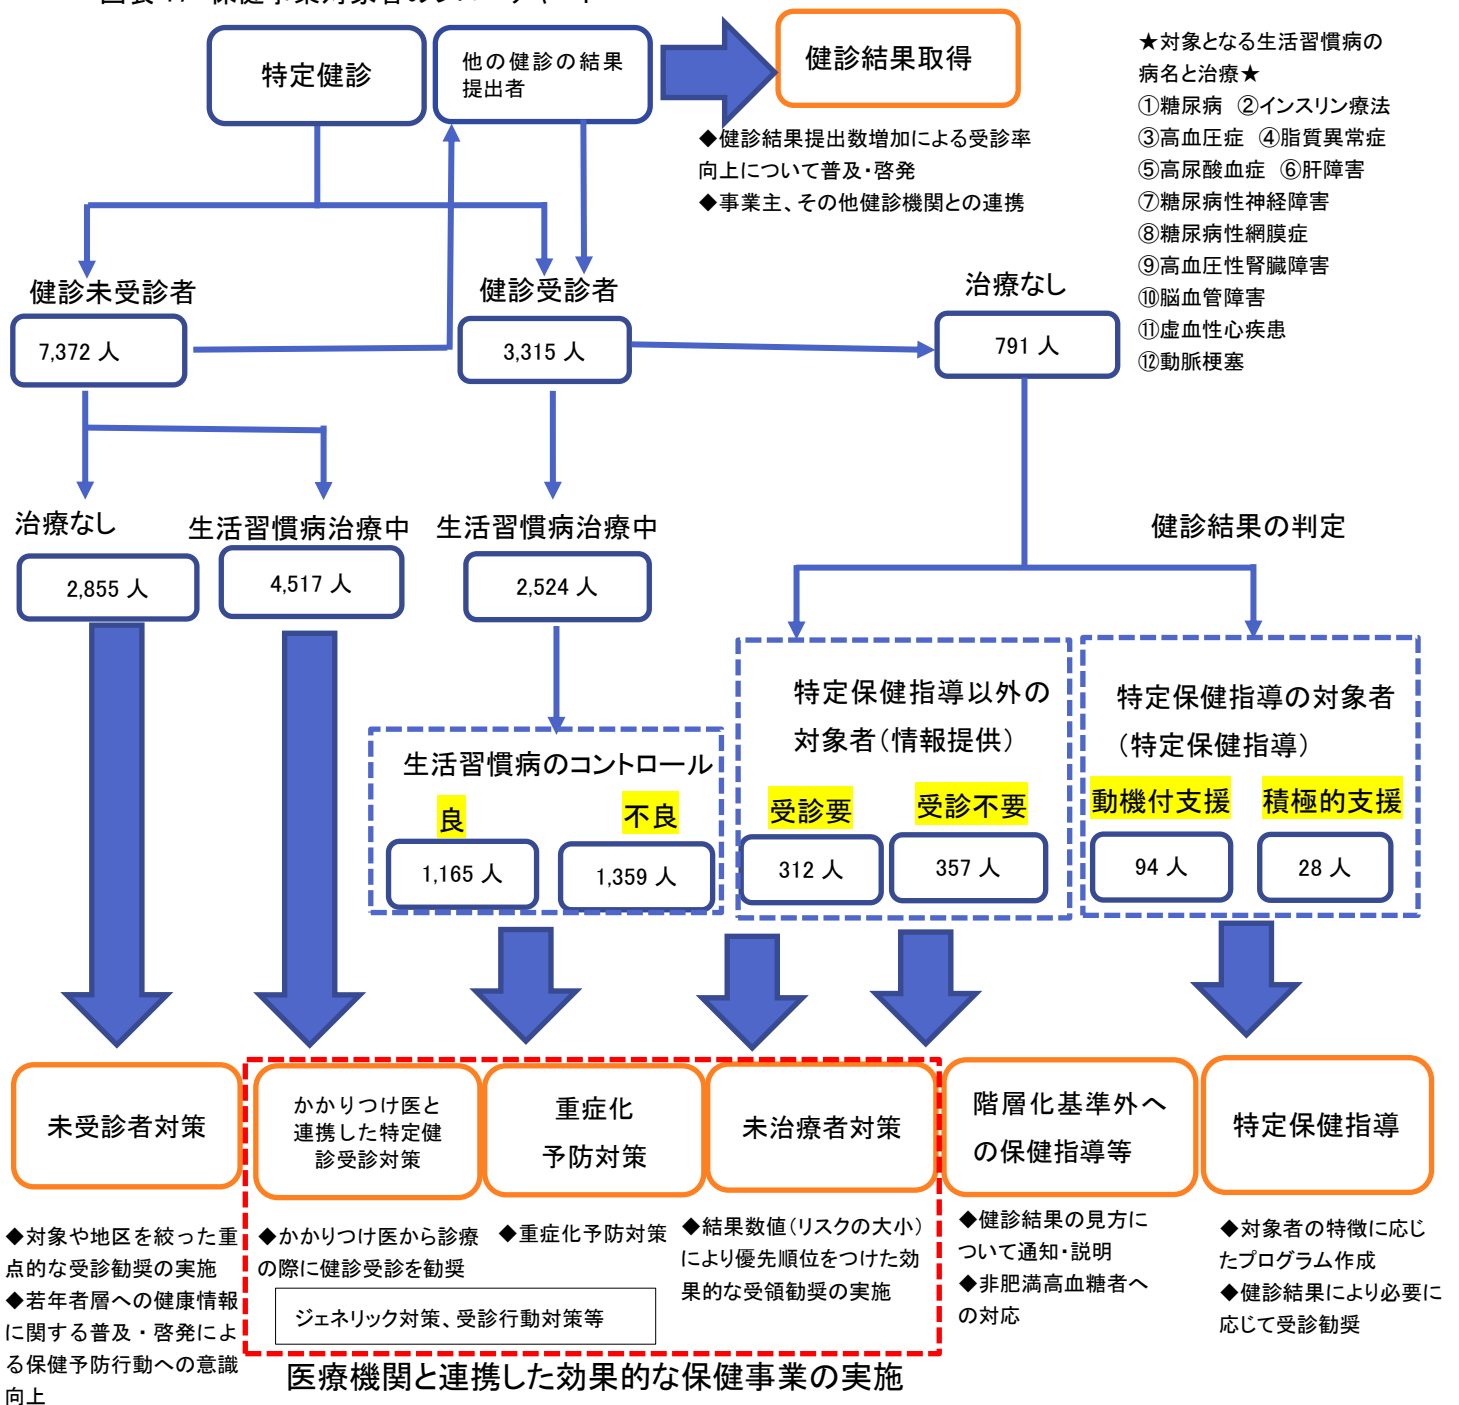 特定健診
他の健診の結果
提出者
健診結果取得
◆健診結果提出数増加による受診率
向上について普及・啓発
◆事業主、その他健診機関との連携
★対象となる生活習慣病の
病名と治療★
①糖尿病 ②インスリン療法
③高血圧症 ④脂質異常症
⑤高尿酸血症 ⑥肝障害
⑦糖尿病性神経障害
⑧糖尿病性網膜症
⑨高血圧性腎臓障害
⑩脳血管障害
⑪虚血性心疾患
⑫動脈梗塞
健診未受診者
7,372 人
健診受診者
3,315 人
治療なし
791 人
治療なし
2,855 人
生活習慣病治療中
4,517 人
生活習慣病治療中
2,524 人
健診結果の判定
生活習慣病のコントロール
良
不良
1,165 人
1,359 人
特定保健指導以外の
対象者(情報提供)
受診要
受診不要
312 人
357 人
特定保健指導の対象者
(特定保健指導)
動機付支援
積極的支援
94 人
28 人
未受診者対策
かかりつけ医と
連携した特定健
診受診対策
重症化
予防対策
未治療者対策
階層化基準外へ
の保健指導等
特定保健指導
◆対象や地区を絞った重
点的な受診勧奨の実施
◆若年者層への健康情報
に関する普及・啓発によ
る保健予防行動への意識
向上
◆かかりつけ医から診療
の際に健診受診を勧奨
◆重症化予防対策
ジェネリック対策、受診行動対策等
◆結果数値(リスクの大小)
により優先順位をつけた効
果的な受領勧奨の実施
◆健診結果の見方に
ついて通知・説明
◆非肥満高血糖者へ
の対応
◆対象者の特徴に応じ
たプログラム作成
◆健診結果により必要に
応じて受診勧奨
医療機関と連携した効果的な保健事業の実施